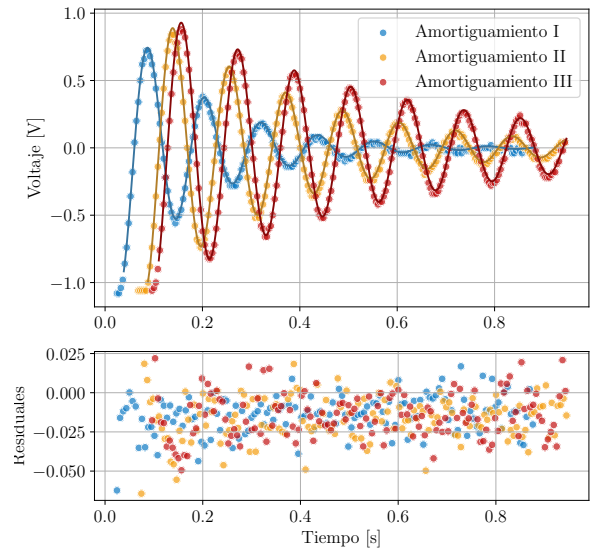 1.0
0.5
0.0
−0.5
−1.0
Voltaje [V]
Amortiguamiento I
Amortiguamiento II
Amortiguamiento III
0.0 0.2 0.4 0.6 0.8
0.025
0.000
−0.025
−0.050
Residuales
0.0 0.2 0.4 0.6 0.8
Tiempo [s]